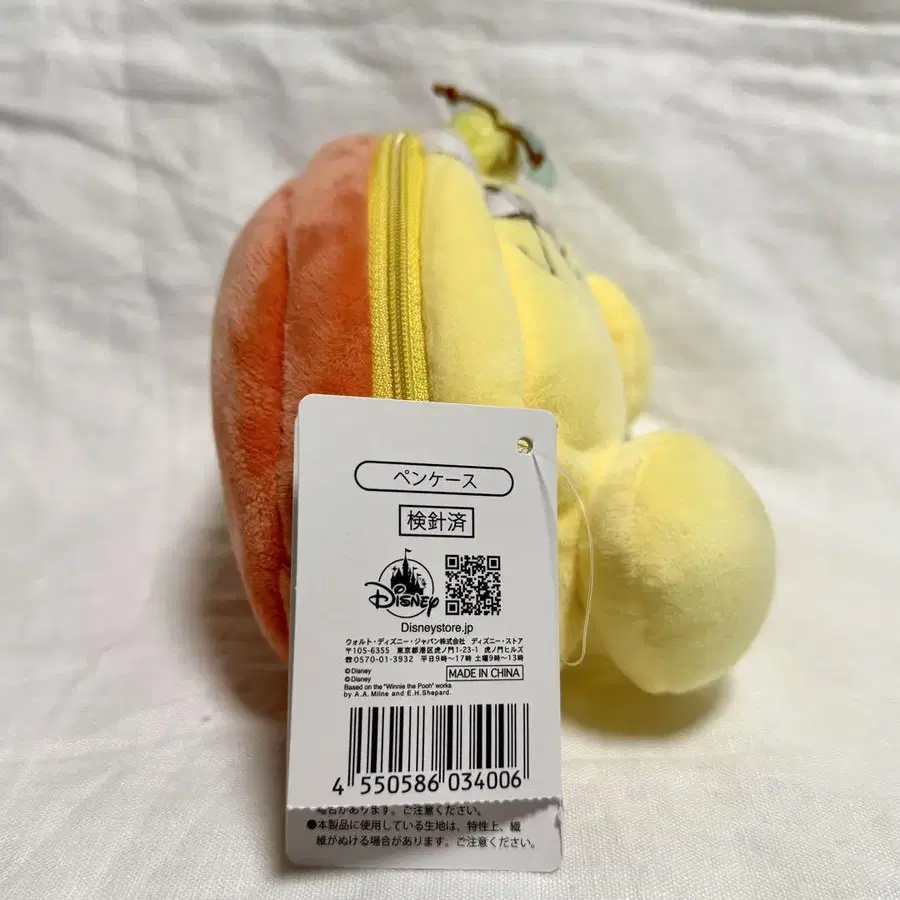 ペンケース
検針済
Disney
Disneystore.jp
ウォルト・ディズニー・ジャパン株式会社 ディズニー・ストア
〒105-6355 東京都港区虎ノ門1-23-1 虎ノ門ヒルズ
☎0570-01-3932 平日9時〜17時 土曜9時〜13時
©Disney
©Disney
Based on the "Winnie the Pooh" works
by A.A. Milne and E.H. Shepard.
MADE IN CHINA
4 550586 034006
場合があります。ご注意ください。
●本製品に使用している生地は、特性上、繊
維がぬける場合があります。ご注意ください。